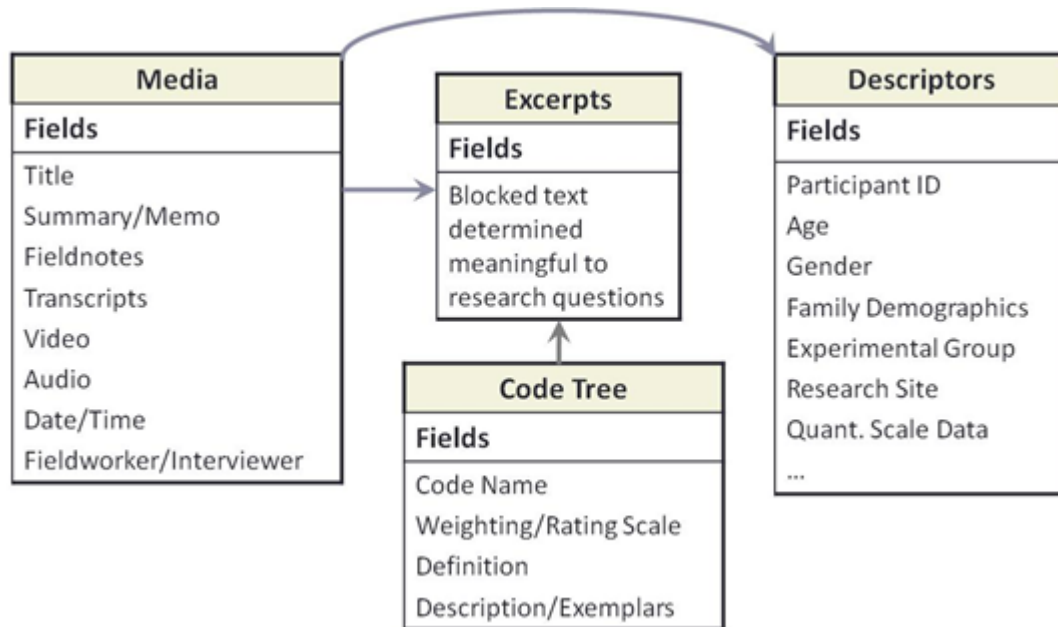 Media
Fields
Title
Summary/Memo
Fieldnotes
Transcripts
Video
Audio
Date/Time
Fieldworker/Interviewer
Excerpts
Fields
Blocked text
determined
meaningful to
research questions
Code Tree
Fields
Code Name
Weighting/Rating Scale
Definition
Description/Exemplars
Descriptors
Fields
Participant ID
Age
Gender
Family Demographics
Experimental Group
Research Site
Quant. Scale Data
...